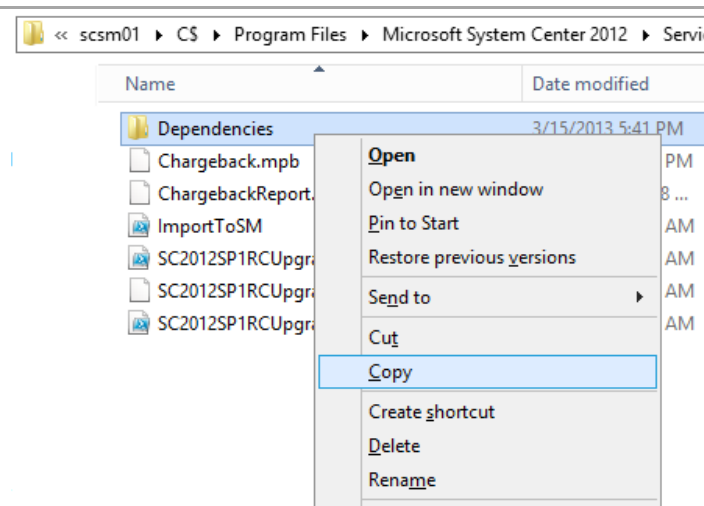 « scsm01 ▸ C$ ▸ Program Files ▸ Microsoft System Center 2012 ▸ Servi
Name Date modified
Dependencies 3/15/2013 5:41 PM
Chargeback.mpb PM
ChargebackReport. 8 ...
ImportToSM AM
SC2012SP1RCUpgra AM
SC2012SP1RCUpgra AM
SC2012SP1RCUpgra AM
Open
Open in new window
Pin to Start
Restore previous versions
Send to
Cut
Copy
Create shortcut
Delete
Rename